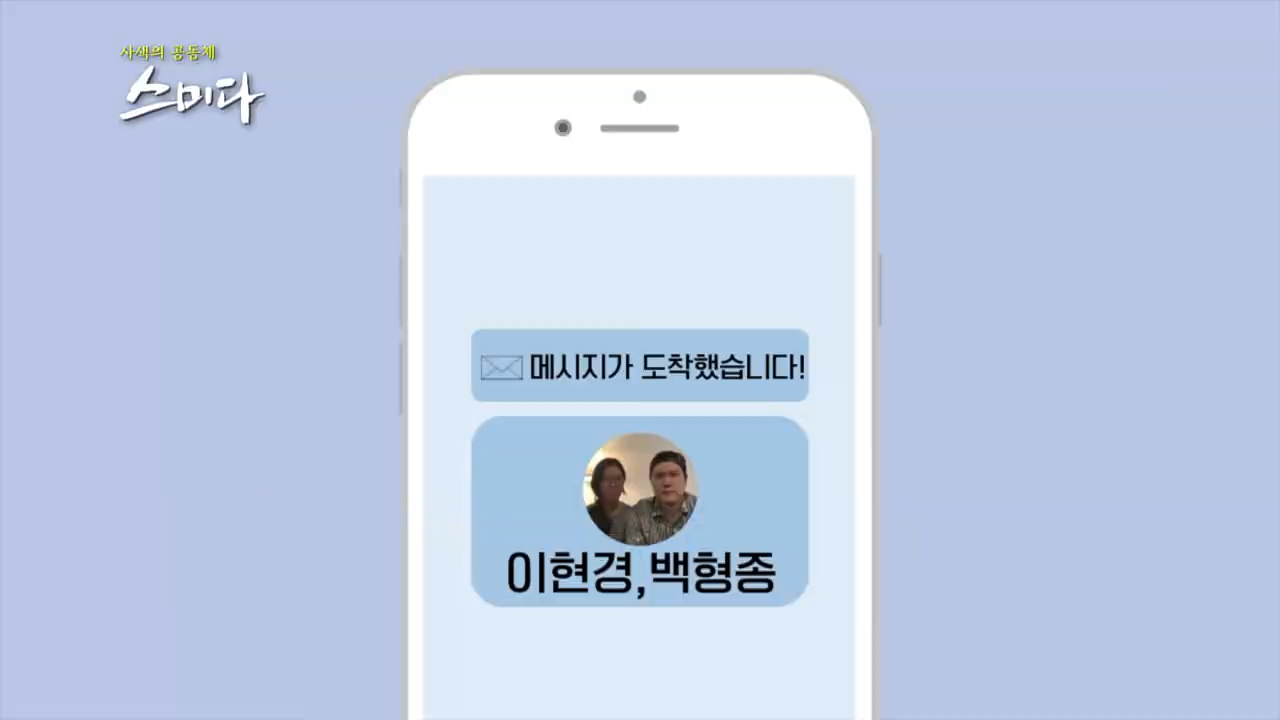 사색의 공동체
스미다
메시지가 도착했습니다!
이현경,백형종